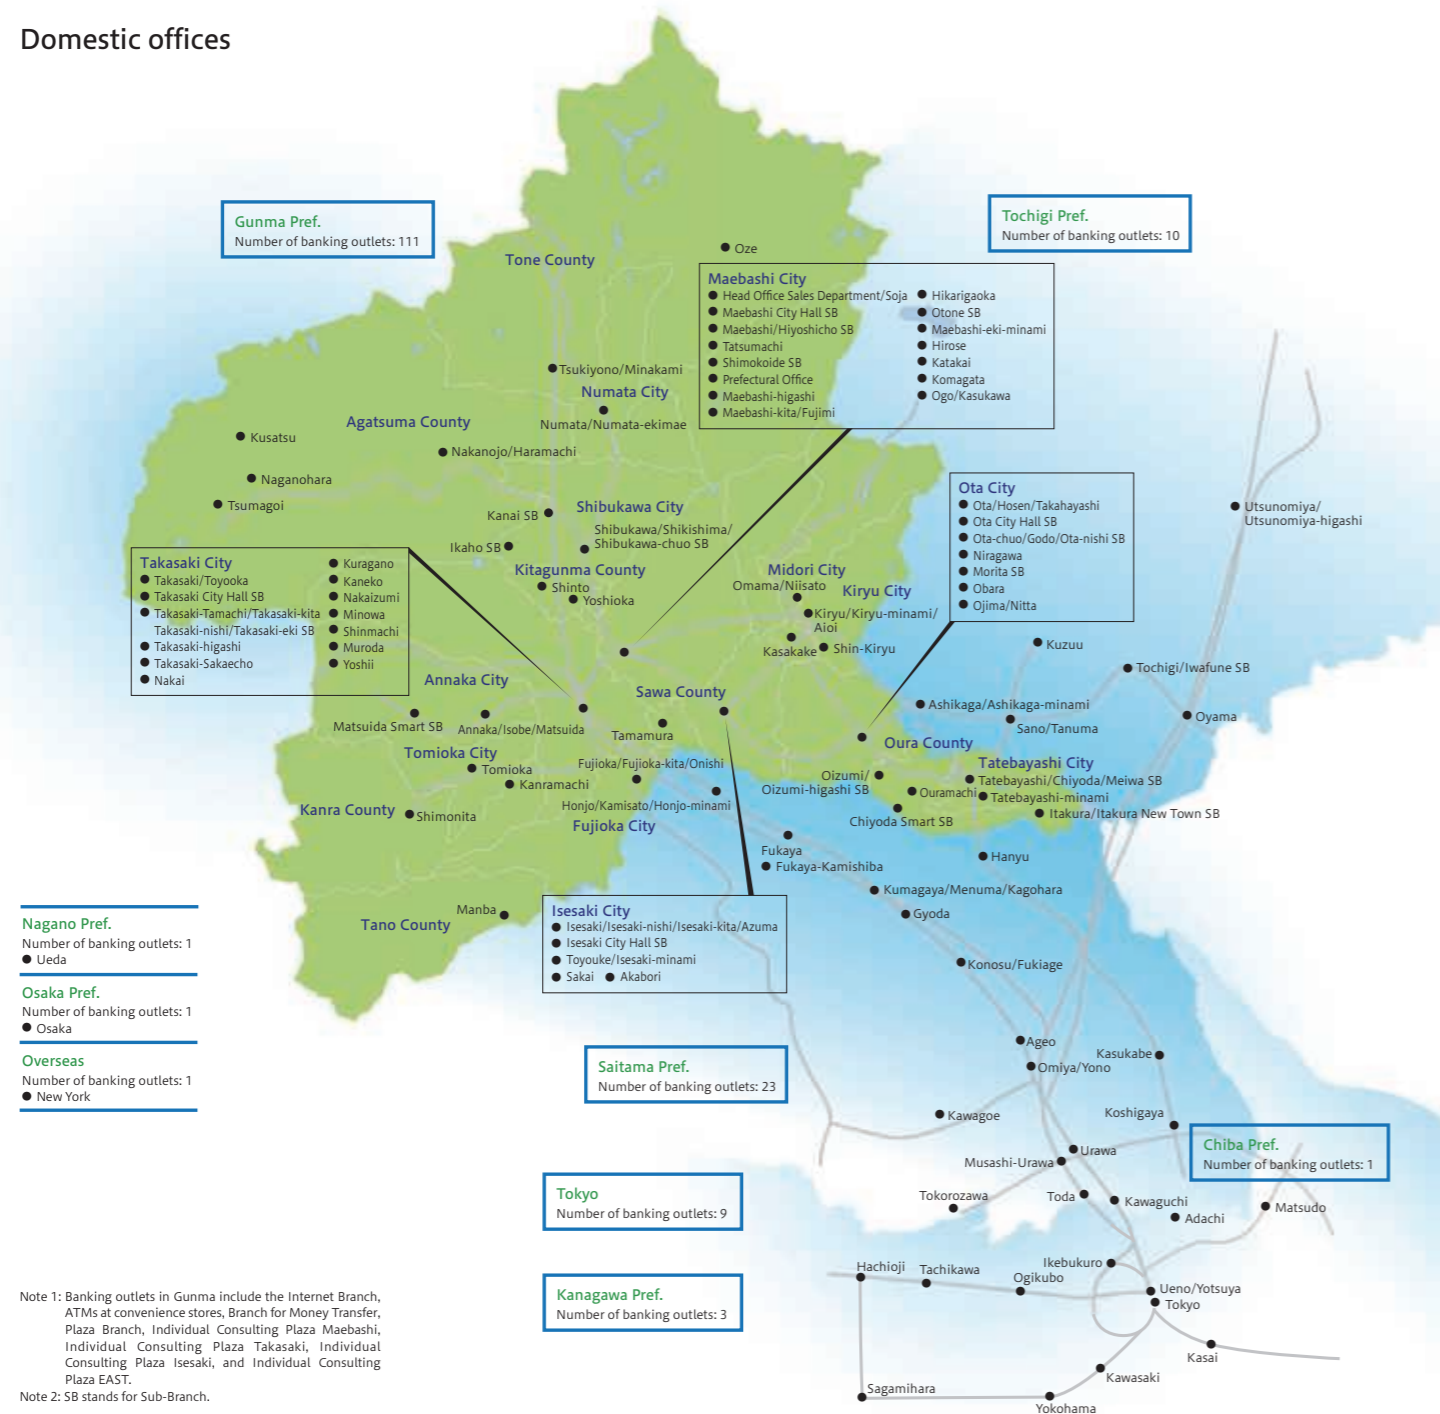 Domestic offices
Gunma Pref.
Number of banking outlets: 111
Tochigi Pref.
Number of banking outlets: 10
Tone County
Oze
Maebashi City
Head Office Sales Department/Soja
Maebashi City Hall SB
Maebashi/Hiyoshicho SB
Tatsumachi
Shimokoide SB
Prefectural Office
Maebashi-higashi
Maebashi-kita/Fujimi
Hikarigaoka
Otone SB
Maebashi-eki-minami
Hirose
Katakai
Komagata
Ogo/Kasukawa
Tsukiyono/Minakami
Numata City
Numata/Numata-ekimae
Agatsuma County
Kusatsu
Nakanojo/Haramachi
Naganohara
Tsumagoi
Shibukawa City
Kanai SB
Shibukawa/Shikishima/
Shibukawa-chuo SB
Ikaho SB
Kitagunma County
Shinto
Yoshioka
Ota City
Ota/Hosen/Takahayashi
Ota City Hall SB
Ota-chuo/Godo/Ota-nishi SB
Niragawa
Morita SB
Obara
Ojima/Nitta
Utsunomiya/
Utsunomiya-higashi
Takasaki City
Takasaki/Toyooka
Takasaki City Hall SB
Takasaki-Tamachi/Takasaki-kita
Takasaki-nishi/Takasaki-eki SB
Takasaki-higashi
Takasaki-Sakaecho
Nakai
Kuragano
Kaneko
Nakaizumi
Minowa
Shinmachi
Muroda
Yoshii
Midori City
Omama/Niisato
Kiryu City
Kiryu/Kiryu-minami/
Aioi
Kasakake
Shin-Kiryu
Kuzuu
Tochigi/Iwafune SB
Annaka City
Sawa County
Ashikaga/Ashikaga-minami
Oyama
Sano/Tanuma
Matsuida Smart SB
Annaka/Isobe/Matsuida
Tamamura
Oura County
Tomioka City
Tomioka
Kanramachi
Fujioka/Fujioka-kita/Onishi
Honjo/Kamisato/Honjo-minami
Fujioka City
Kanra County
Shimonita
Oizumi/
Oizumi-higashi SB
Tatebayashi City
Tatebayashi/Chiyoda/Meiwa SB
Ouramachi
Tatebayashi-minami
Chiyoda Smart SB
Itakura/Itakura New Town SB
Fukaya
Fukaya-Kamishiba
Hanyu
Kumagaya/Menuma/Kagohara
Gyoda
Manba
Tano County
Isesaki City
Isesaki/Isesaki-nishi/Isesaki-kita/Azuma
Isesaki City Hall SB
Toyouke/Isesaki-minami
Sakai Akabori
Konosu/Fukiage
Nagano Pref.
Number of banking outlets: 1
Ueda
Osaka Pref.
Number of banking outlets: 1
Osaka
Overseas
Number of banking outlets: 1
New York
Ageo
Kasukabe
Omiya/Yono
Saitama Pref.
Number of banking outlets: 23
Kawagoe
Koshigaya
Chiba Pref.
Number of banking outlets: 1
Urawa
Musashi-Urawa
Tokyo
Number of banking outlets: 9
Tokorozawa
Toda
Kawaguchi
Adachi
Matsudo
Hachioji
Tachikawa
Ogikubo
Ikebukuro
Ueno/Yotsuya
Tokyo
Kanagawa Pref.
Number of banking outlets: 3
Kasai
Kawasaki
Sagamihara
Yokohama
Note 1: Banking outlets in Gunma include the Internet Branch,
ATMs at convenience stores, Branch for Money Transfer,
Plaza Branch, Individual Consulting Plaza Maebashi,
Individual Consulting Plaza Takasaki, Individual
Consulting Plaza Isesaki, and Individual Consulting
Plaza EAST.
Note 2: SB stands for Sub-Branch.